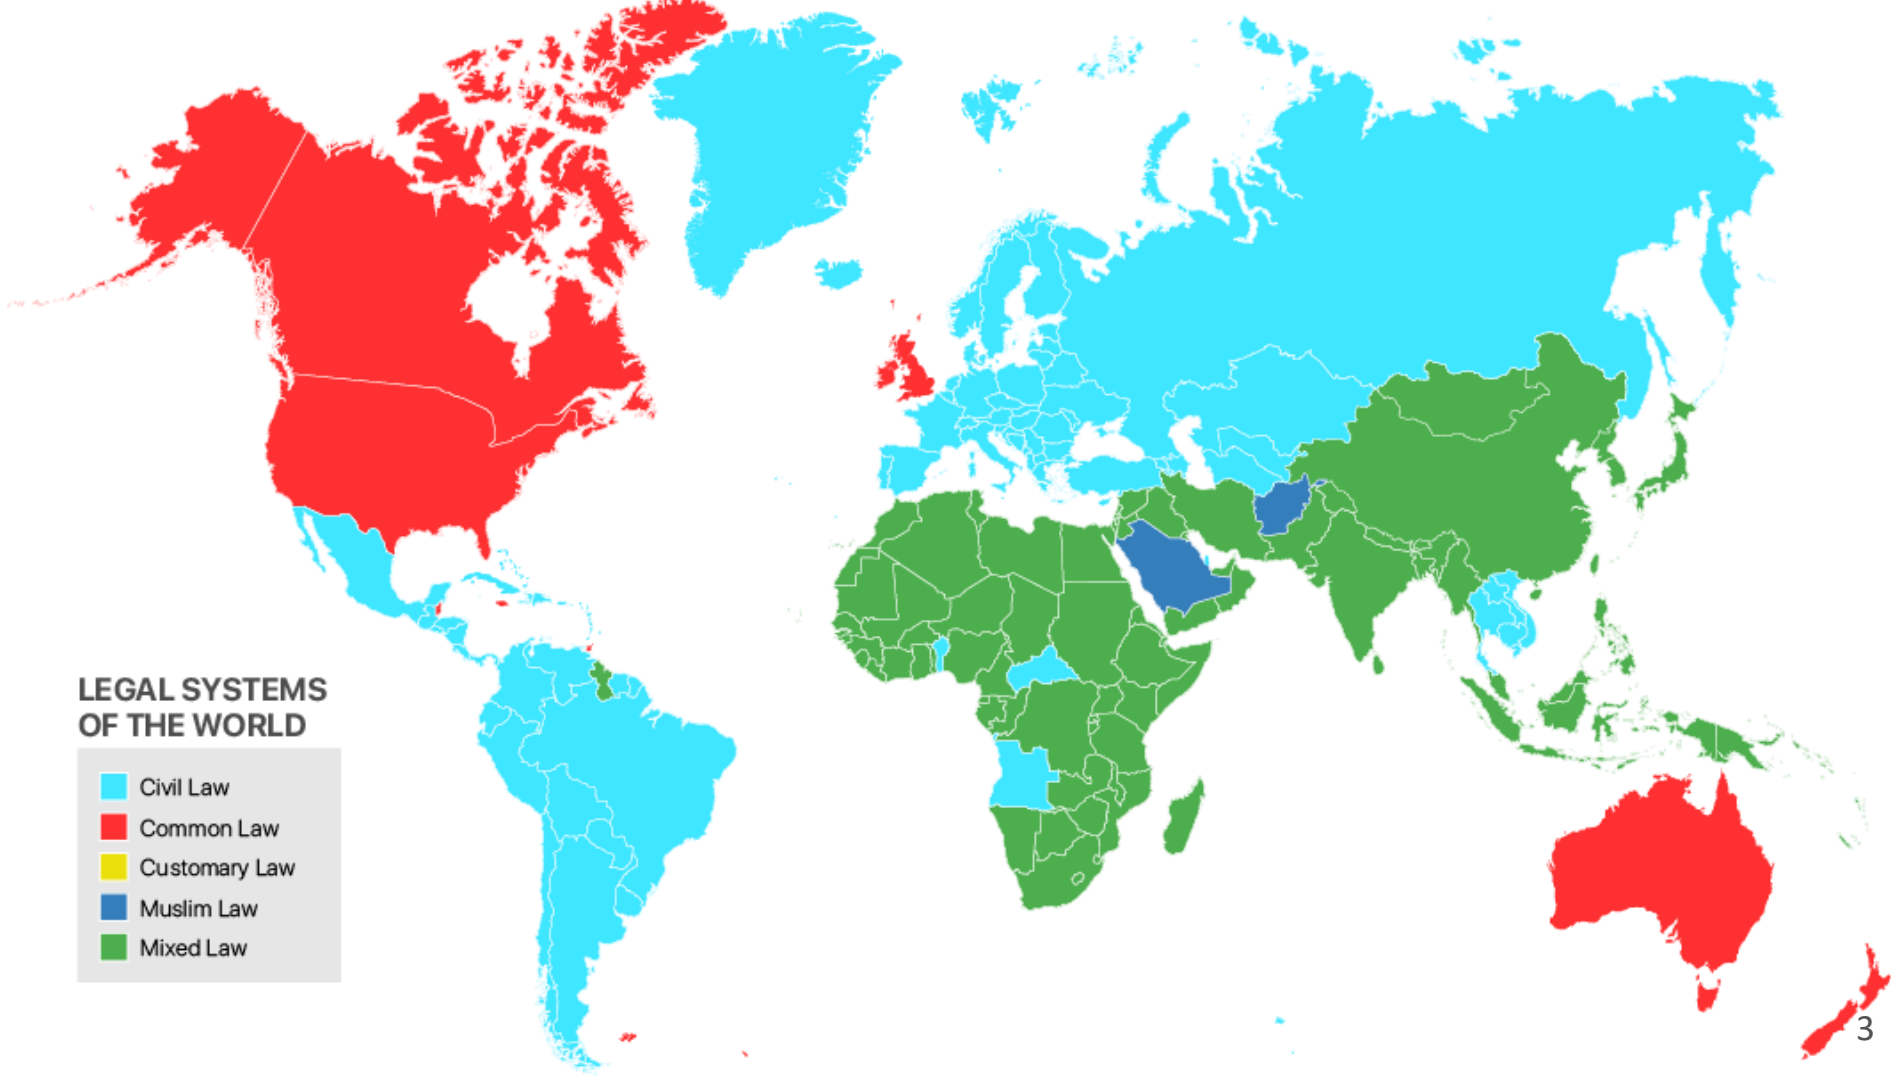 LEGAL SYSTEMS
OF THE WORLD
Civil Law
Common Law
Customary Law
Muslim Law
Mixed Law
3